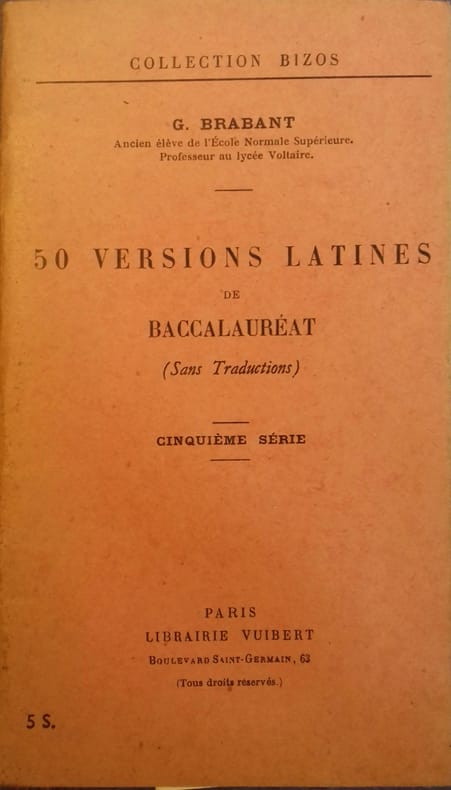 COLLECTION BIZOS
G. BRABANT
Ancien élève de l'École Normale Supérieure.
Professeur au lycée Voltaire.
50 VERSIONS LATINES
DE
BACCALAURÉAT
(Sans Traductions)
CINQUIÈME SÉRIE
PARIS
LIBRAIRIE VUIBERT
BOULEVARD SAINT-GERMAIN, 63
(Tous droits réservés.)
5 S.